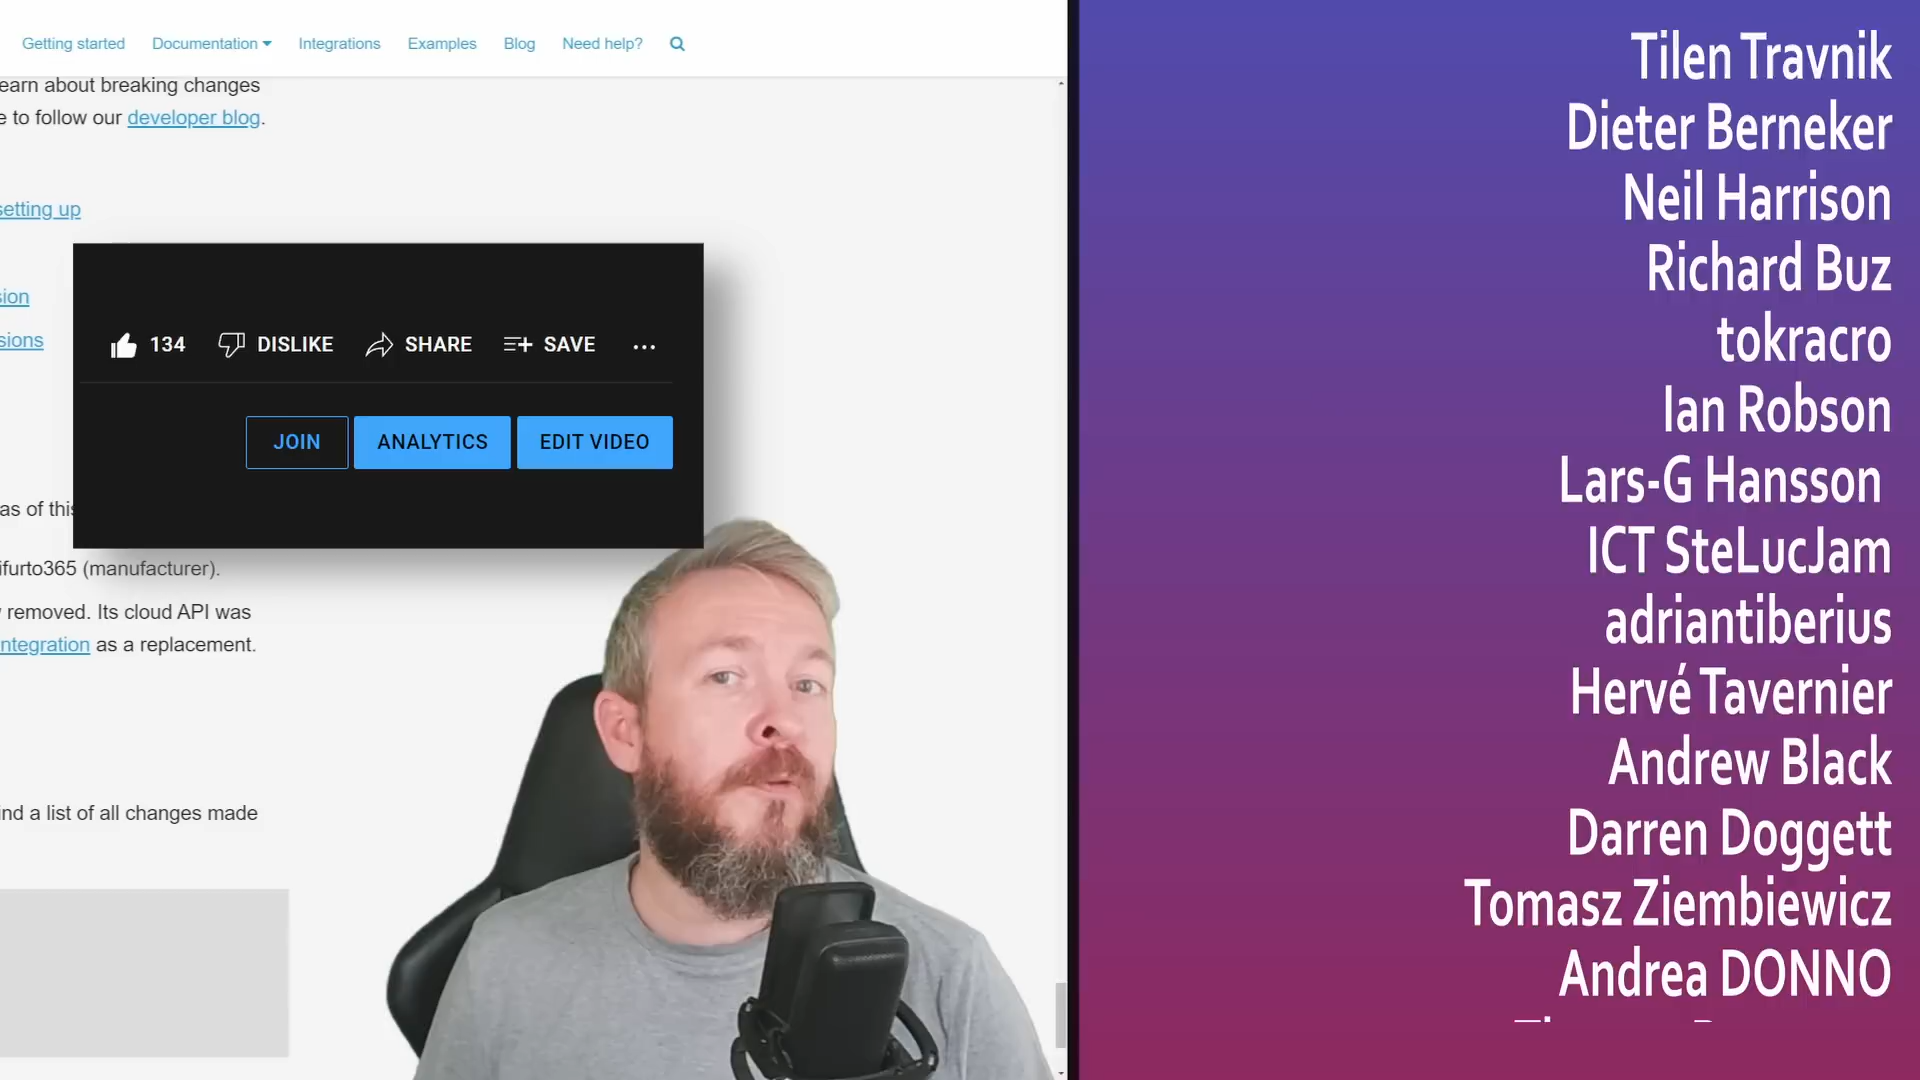 Getting started Documentation Integrations Examples Blog Need help?
earn about breaking changes
e to follow our developer blog.
setting up
sion
sions
134 DISLIKE SHARE SAVE ...
JOIN ANALYTICS EDIT VIDEO
as of this
ifurto365 (manufacturer).
removed. Its cloud API was
ntegration as a replacement.
ind a list of all changes made
Tilen Travnik
Dieter Berneker
Neil Harrison
Richard Buz
tokracro
Ian Robson
Lars-G Hansson
ICT SteLucJam
adriantiberius
Hervé Tavernier
Andrew Black
Darren Doggett
Tomasz Ziembiewicz
Andrea DONNO